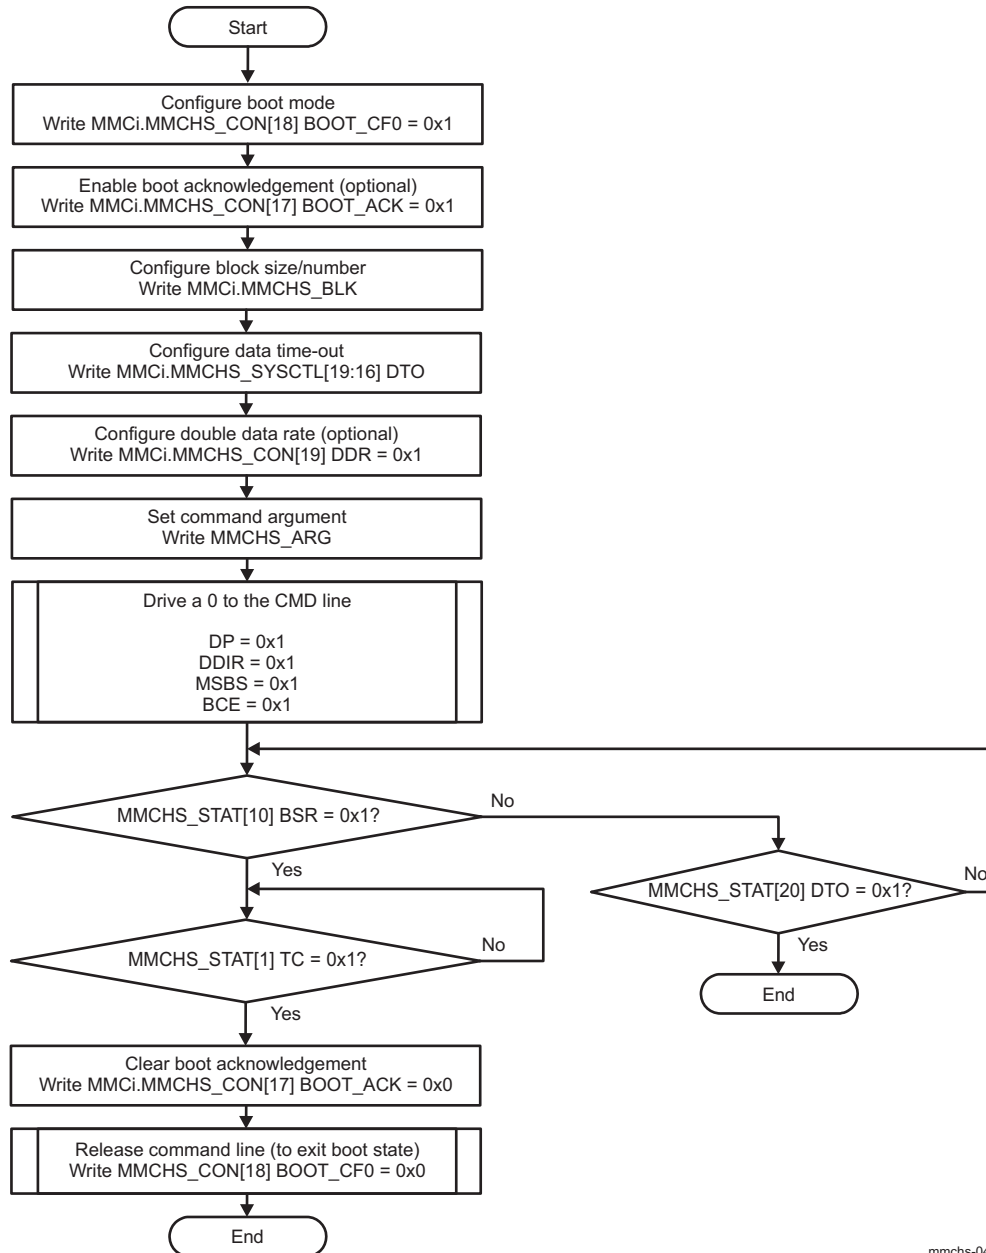 Start
Configure boot mode
Write MMCi.MMCHS_CON[18] BOOT_CF0 = 0x1
Enable boot acknowledgement (optional)
Write MMCi.MMCHS_CON[17] BOOT_ACK = 0x1
Configure block size/number
Write MMCi.MMCHS_BLK
Configure data time-out
Write MMCi.MMCHS_SYSCTL[19:16] DTO
Configure double data rate (optional)
Write MMCi.MMCHS_CON[19] DDR = 0x1
Set command argument
Write MMCHS_ARG
Drive a 0 to the CMD line
DP = 0x1
DDIR = 0x1
MSBS = 0x1
BCE = 0x1
MMCHS_STAT[10] BSR = 0x1?
No
Yes
MMCHS_STAT[20] DTO = 0x1?
No
Yes
End
MMCHS_STAT[1] TC = 0x1?
No
Yes
Clear boot acknowledgement
Write MMCi.MMCHS_CON[17] BOOT_ACK = 0x0
Release command line (to exit boot state)
Write MMCHS_CON[18] BOOT_CF0 = 0x0
End